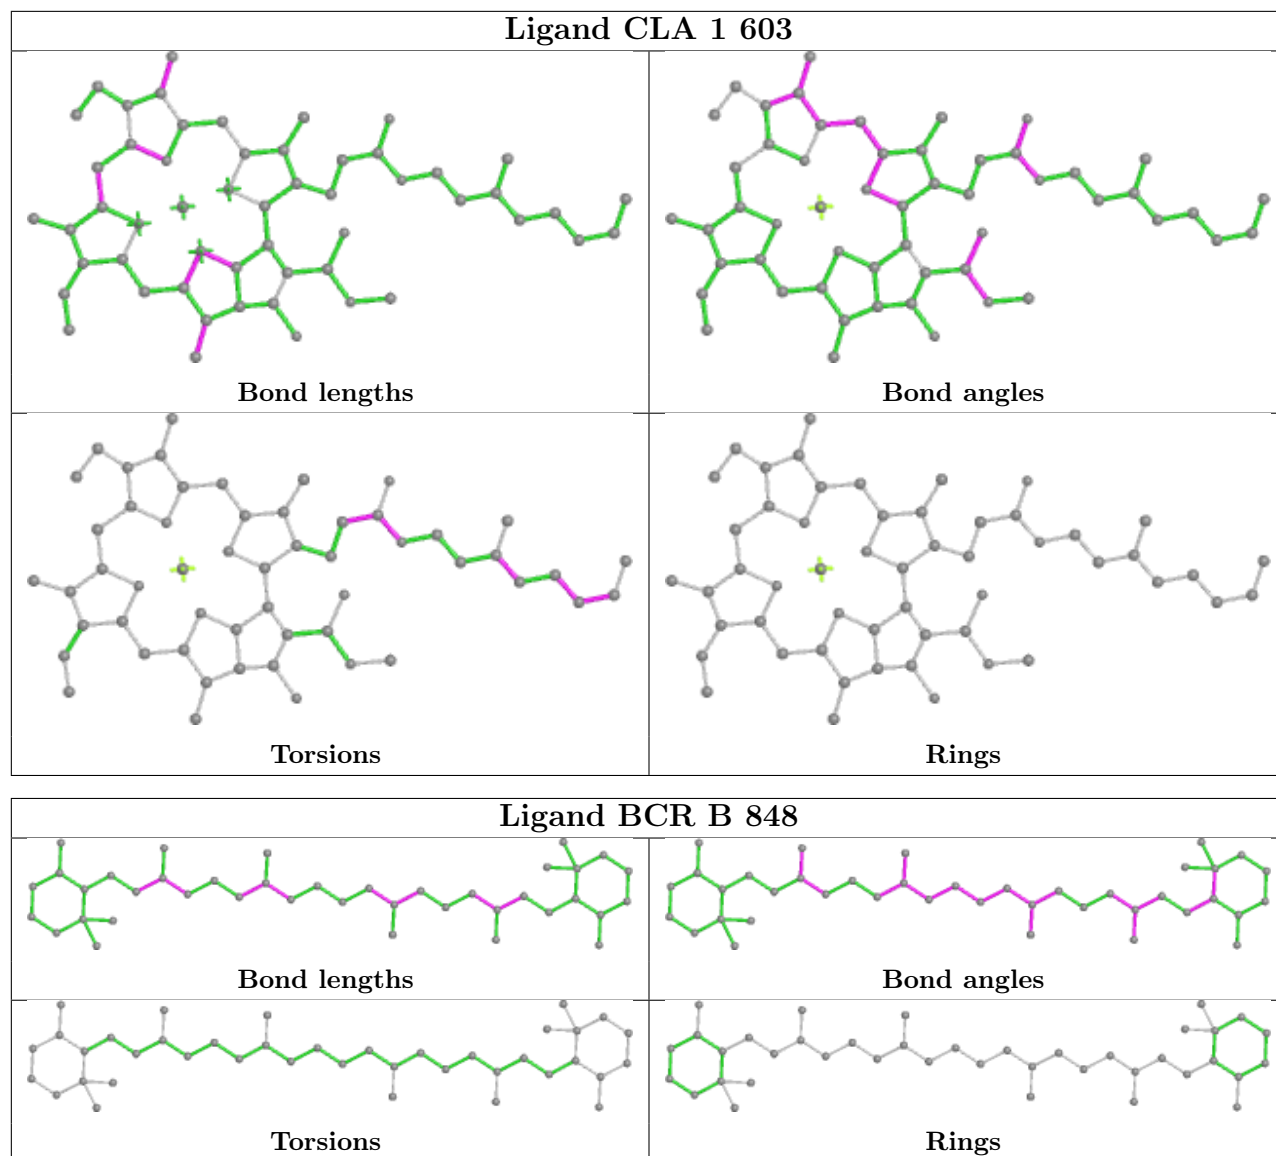 Ligand CLA 1 603
Bond lengths
Bond angles
Torsions
Rings
Ligand BCR B 848
Bond lengths
Bond angles
Torsions
Rings